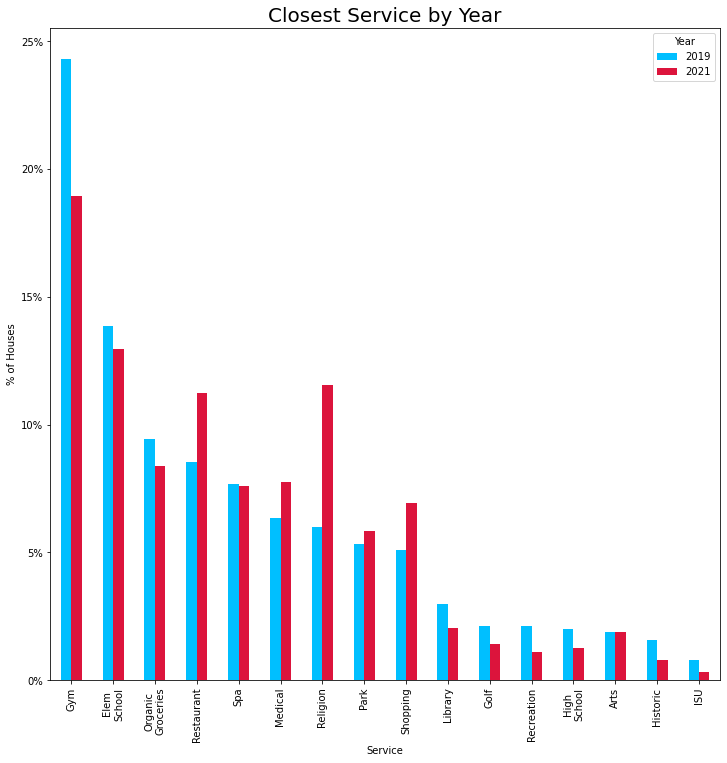 Closest Service by Year
Year
2019
2021
25%
20%
15%
10%
5%
0%
% of Houses
Gym
Elem
School
Organic
Groceries
Restaurant
Spa
Medical
Religion
Park
Shopping
Library
Golf
Recreation
High
School
Arts
Historic
ISU
Service